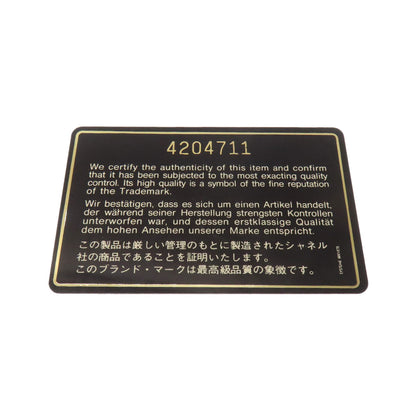 4204711
We certify the authenticity of this item and confirm
that it has been subjected to the most exacting quality
control. Its high quality is a symbol of the fine reputation
of the Trademark.
Wir bestätigen, dass es sich um einen Artikel handelt,
der während seiner Herstellung strengsten Kontrollen
unterworfen war, und dessen erstklassige Qualität
dem hohen Ansehen unserer Marke entspricht.
この製品は厳しい管理のもとに製造されたシャネル
社の商品であることを証明いたします。
このブランド・マークは最高級品質の象徴です。